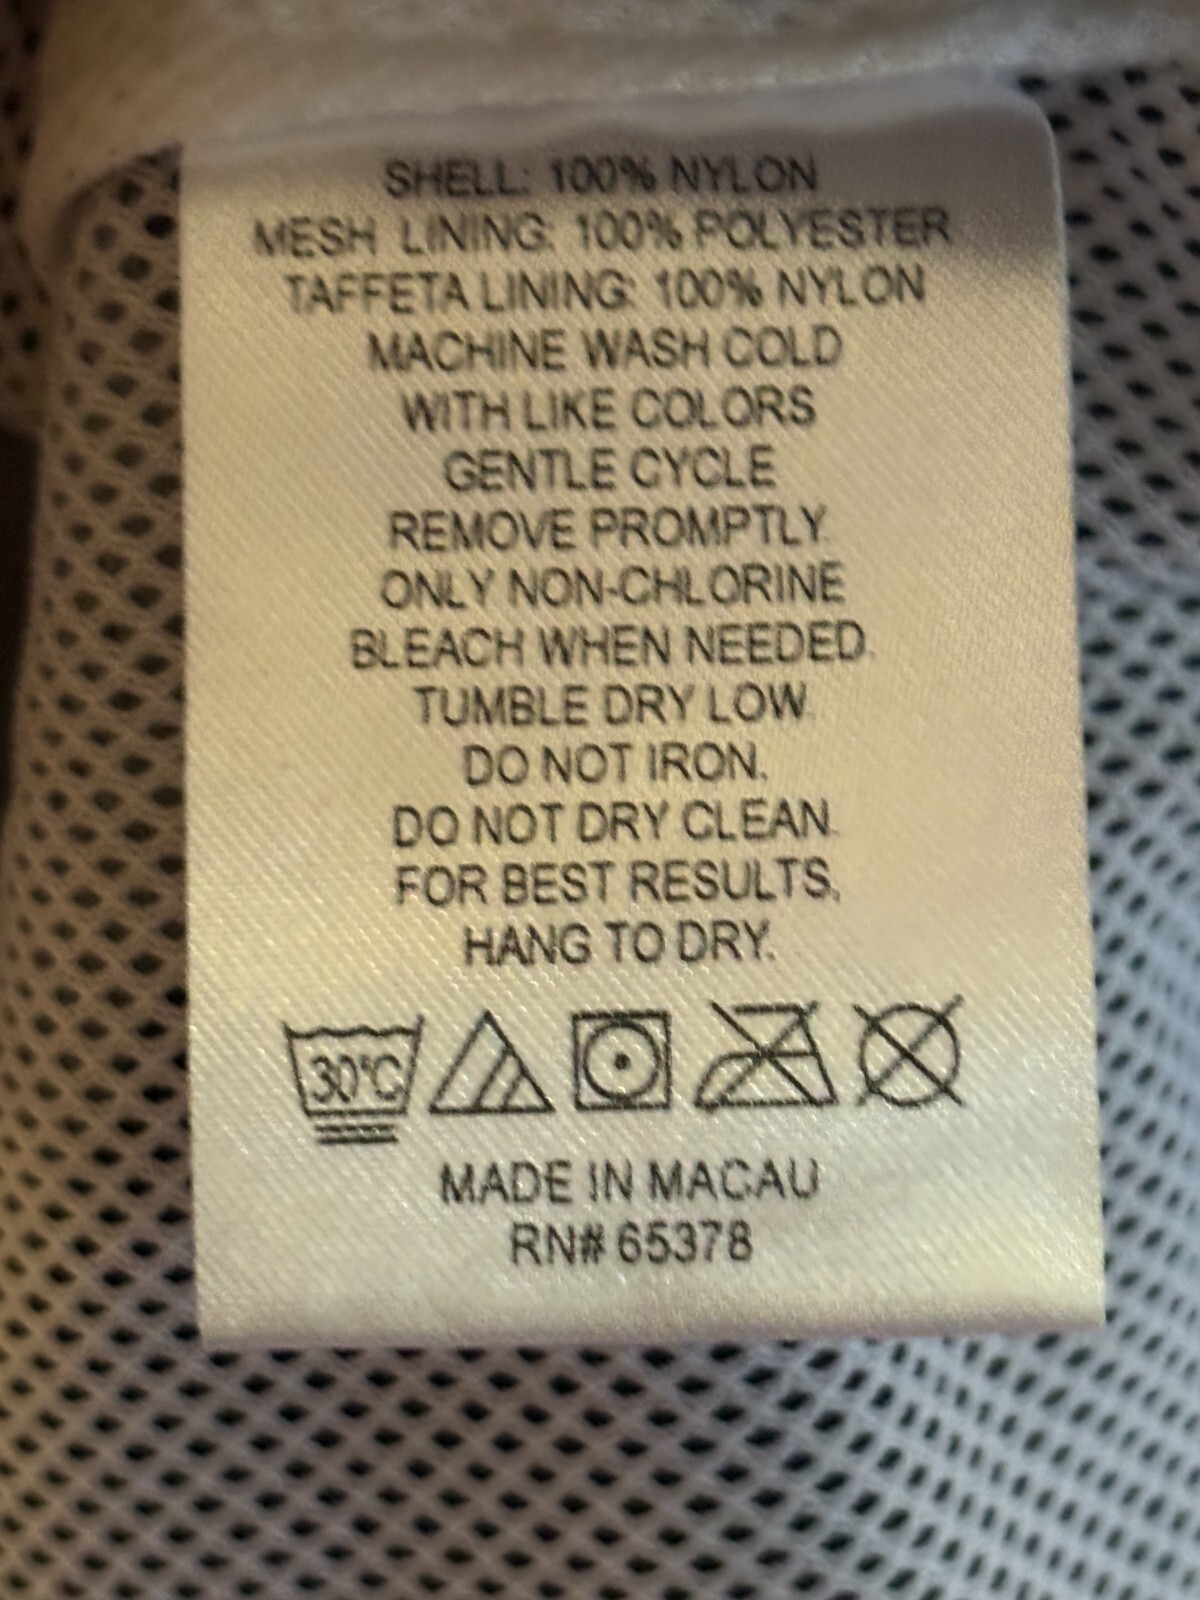 SHELL: 100% NYLON
MESH LINING: 100% POLYESTER
TAFFETA LINING: 100% NYLON
MACHINE WASH COLD
WITH LIKE COLORS
GENTLE CYCLE
REMOVE PROMPTLY.
ONLY NON-CHLORINE
BLEACH WHEN NEEDED.
TUMBLE DRY LOW.
DO NOT IRON.
DO NOT DRY CLEAN.
FOR BEST RESULTS,
HANG TO DRY.
30°C
MADE IN MACAU
RN# 65378